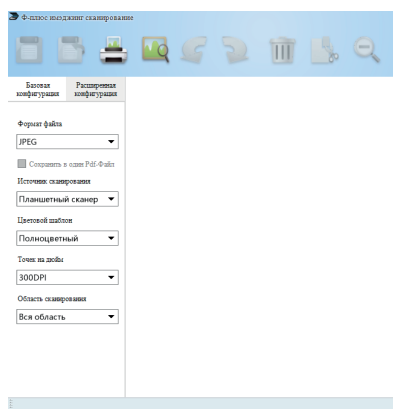 Ф-плюс имэджинг сканирование
Базовая конфигурация
Расширенная конфигурация
Формат файла
JPEG
Сохранить в один Pdf-Файл
Источник сканирования
Планшетный сканер
Цветовой шаблон
Полноцветный
Точек на дюйм
300DPI
Область сканирования
Вся область